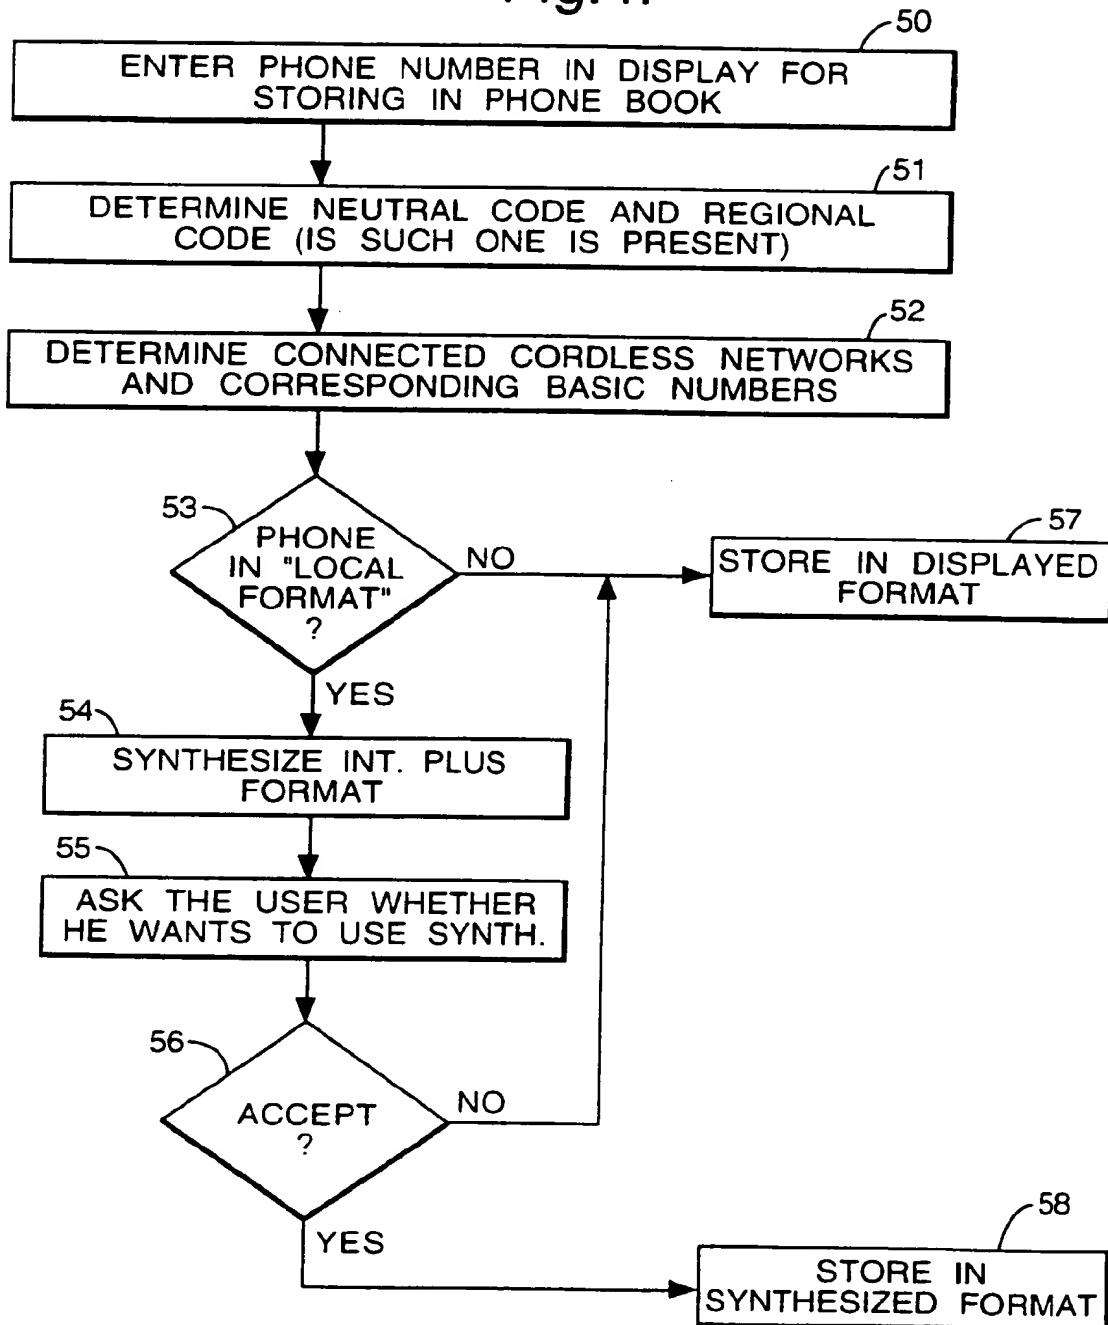 50
ENTER PHONE NUMBER IN DISPLAY FOR
STORING IN PHONE BOOK
51
DETERMINE NEUTRAL CODE AND REGIONAL
CODE (IS SUCH ONE IS PRESENT)
52
DETERMINE CONNECTED CORDLESS NETWORKS
AND CORRESPONDING BASIC NUMBERS
53
PHONE
IN "LOCAL
FORMAT"
?
NO
57
STORE IN DISPLAYED
FORMAT
YES
54
SYNTHESIZE INT. PLUS
FORMAT
55
ASK THE USER WHETHER
HE WANTS TO USE SYNTH.
56
ACCEPT
?
NO
YES
58
STORE IN
SYNTHESIZED FORMAT